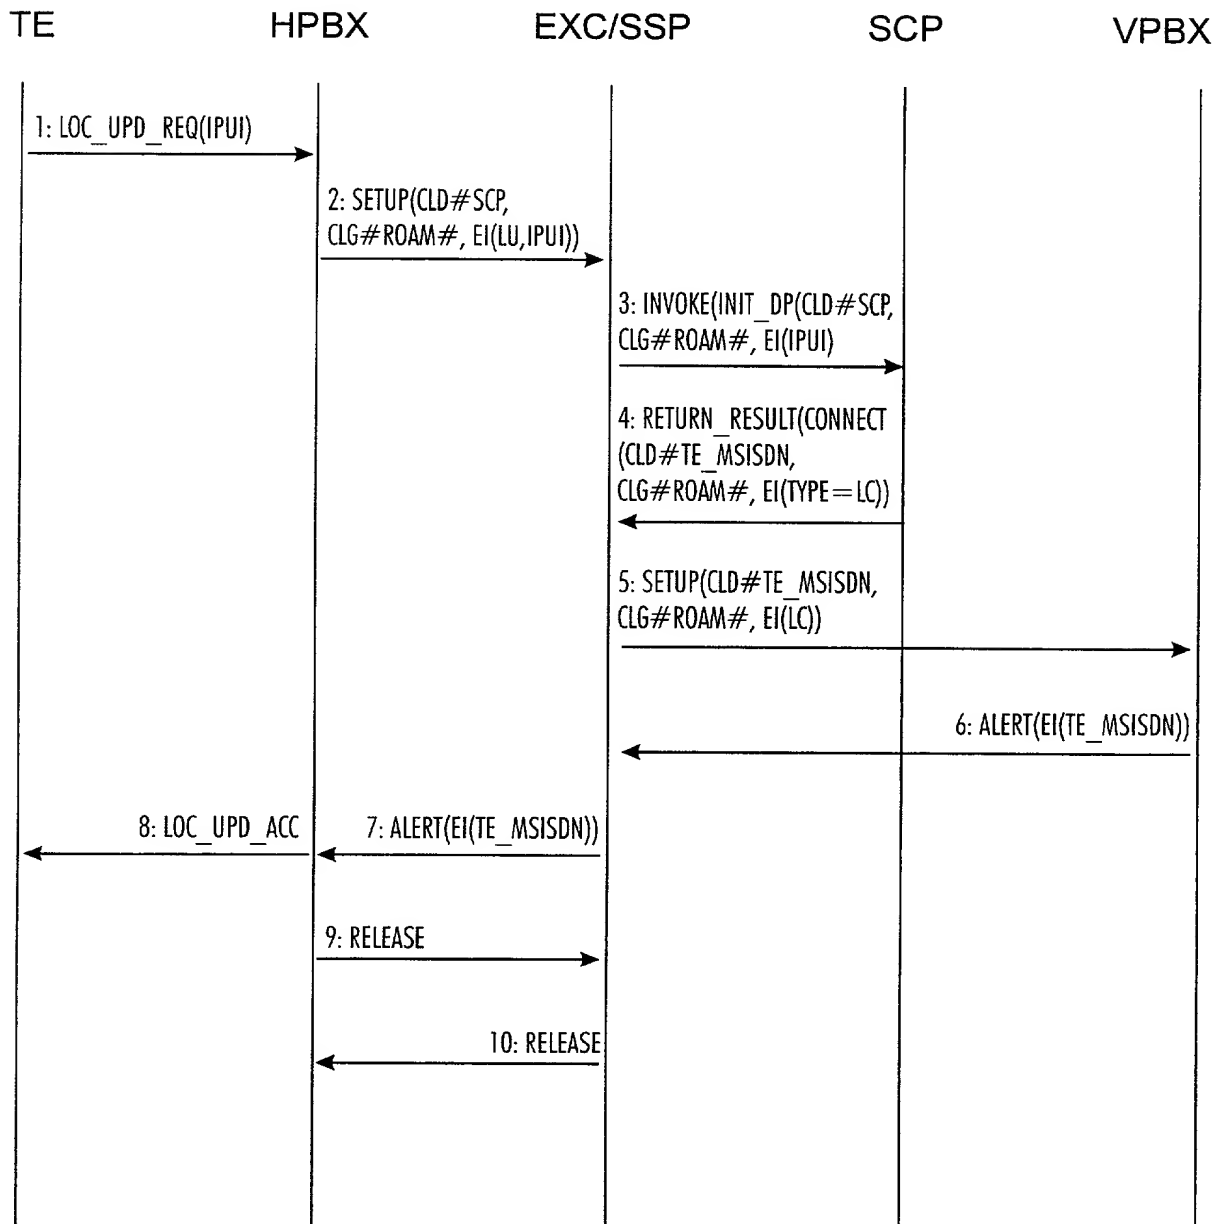 TE HPBX EXC/SSP SCP VPBX
1: LOC_UPD_REQ(IPUI)
2: SETUP(CLD#SCP,
CLG#ROAM#, EI(LU,IPUI))
3: INVOKE(INIT_DP(CLD#SCP,
CLG#ROAM#, EI(IPUI)
4: RETURN_RESULT(CONNECT
(CLD#TE_MSISDN,
CLG#ROAM#, EI(TYPE=LC))
5: SETUP(CLD#TE_MSISDN,
CLG#ROAM#, EI(LC))
6: ALERT(EI(TE_MSISDN))
8: LOC_UPD_ACC
7: ALERT(EI(TE_MSISDN))
9: RELEASE
10: RELEASE